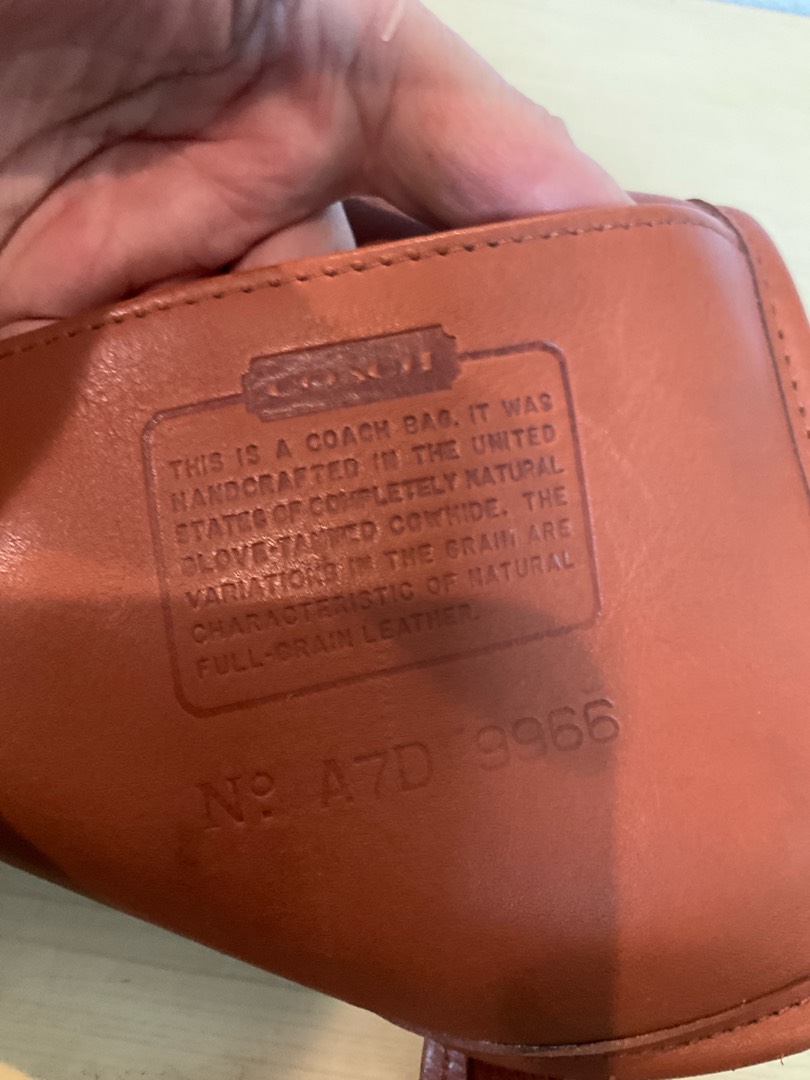 COACH
THIS IS A COACH BAG. IT WAS
HANDCRAFTED IN THE UNITED
STATES OF COMPLETELY NATURAL
GLOVE-TANNED COWHIDE. THE
VARIATIONS IN THE GRAIN ARE
CHARACTERISTIC OF NATURAL
FULL-GRAIN LEATHER.
Nº A7D 9966